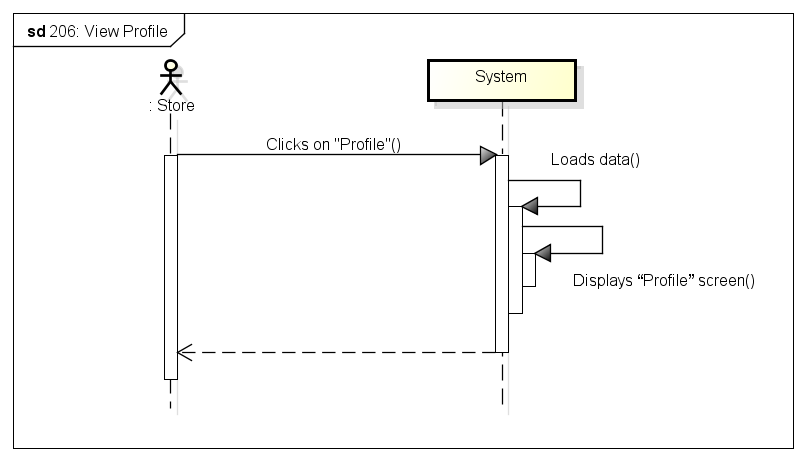 sd 206: View Profile
: Store
System
Clicks on "Profile"()
Loads data()
Displays “Profile” screen()